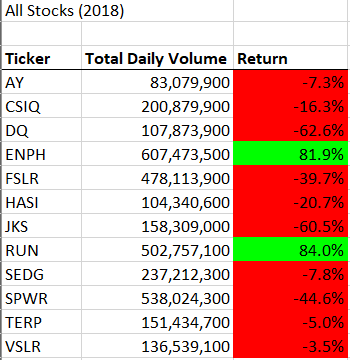 All Stocks (2018)
Ticker Total Daily Volume Return
AY 83,079,900 -7.3%
CSIQ 200,879,900 -16.3%
DQ 107,873,900 -62.6%
ENPH 607,473,500 81.9%
FSLR 478,113,900 -39.7%
HASI 104,340,600 -20.7%
JKS 158,309,000 -60.5%
RUN 502,757,100 84.0%
SEDG 237,212,300 -7.8%
SPWR 538,024,300 -44.6%
TERP 151,434,700 -5.0%
VSLR 136,539,100 -3.5%